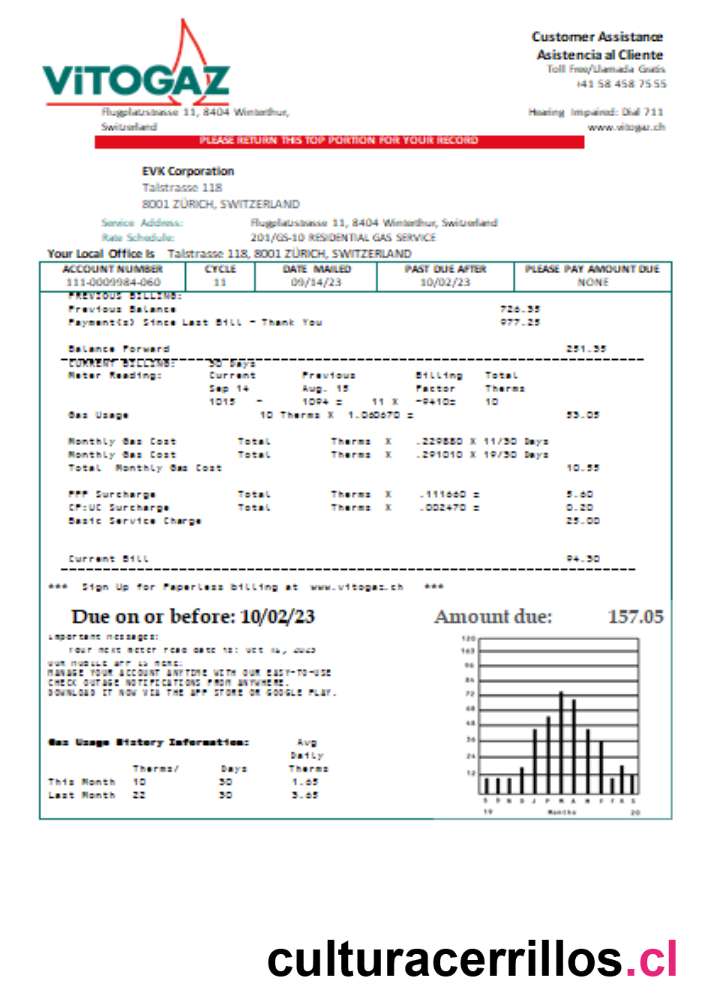 ViTOGAZ
Customer Assistance
Asistencia al Cliente
Toll Free/Llamada Gratis
+41 58 458 75 55
Flugplatzstrasse 11, 8404 Winterthur,
Switzerland
Hearing Impaired: Dial 711
www.vitogaz.ch
PLEASE RETURN THIS TOP PORTION FOR YOUR RECORD
EVK Corporation
Talstrasse 118
8001 ZÜRICH, SWITZERLAND
Service Address: Flugplatzstrasse 11, 8404 Winterthur, Switzerland
Rate Schedule: 201/GS-10 RESIDENTIAL GAS SERVICE
Your Local Office Is Talstrasse 118, 8001 ZÜRICH, SWITZERLAND
ACCOUNT NUMBER CYCLE DATE MAILED PAST DUE AFTER PLEASE PAY AMOUNT DUE
111-0009984-060 11 09/14/23 10/02/23 NONE
PREVIOUS BILLING:
Previous Balance 726.35
Payment(s) Since Last Bill - Thank You 977.25
Balance Forward 251.35
CURRENT BILLING: 30 Days
Meter Reading: Current Previous Billing Total
Sep 14 Aug. 15 Factor Therms
1015 - 1094 = 11 X -9410= 10
Gas Usage 10 Therms X 1.060670 = 53.05
Monthly Gas Cost Total Therms X .229880 X 11/30 Days
Monthly Gas Cost Total Therms X .291010 X 19/30 Days
Total Monthly Gas Cost 10.55
PPP Surcharge Total Therms X .111660 = 5.60
CP:UC Surcharge Total Therms X .002470 = 0.20
Basic Service Charge 25.00
Current Bill 94.30
*** Sign Up for Paperless billing at www.vitogaz.ch ***
Due on or before: 10/02/23 Amount due: 157.05
Important messages:
Your next meter read date is: Oct 16, 2023
OUR MOBILE APP IS HERE:
MANAGE YOUR ACCOUNT ANYTIME WITH OUR EASY-TO-USE
CHECK OUTAGE NOTIFICATIONS FROM ANYWHERE.
DOWNLOAD IT NOW VIA THE APP STORE OR GOOGLE PLAY.
Gas Usage History Information: Avg
Daily
Therms/ Days Therms
This Month 10 30 1.65
Last Month 22 30 3.65
120
163
96
84
72
68
48
36
24
12
S S N D J F M A M J J A S
19 Months 20
culturacerrillos.cl